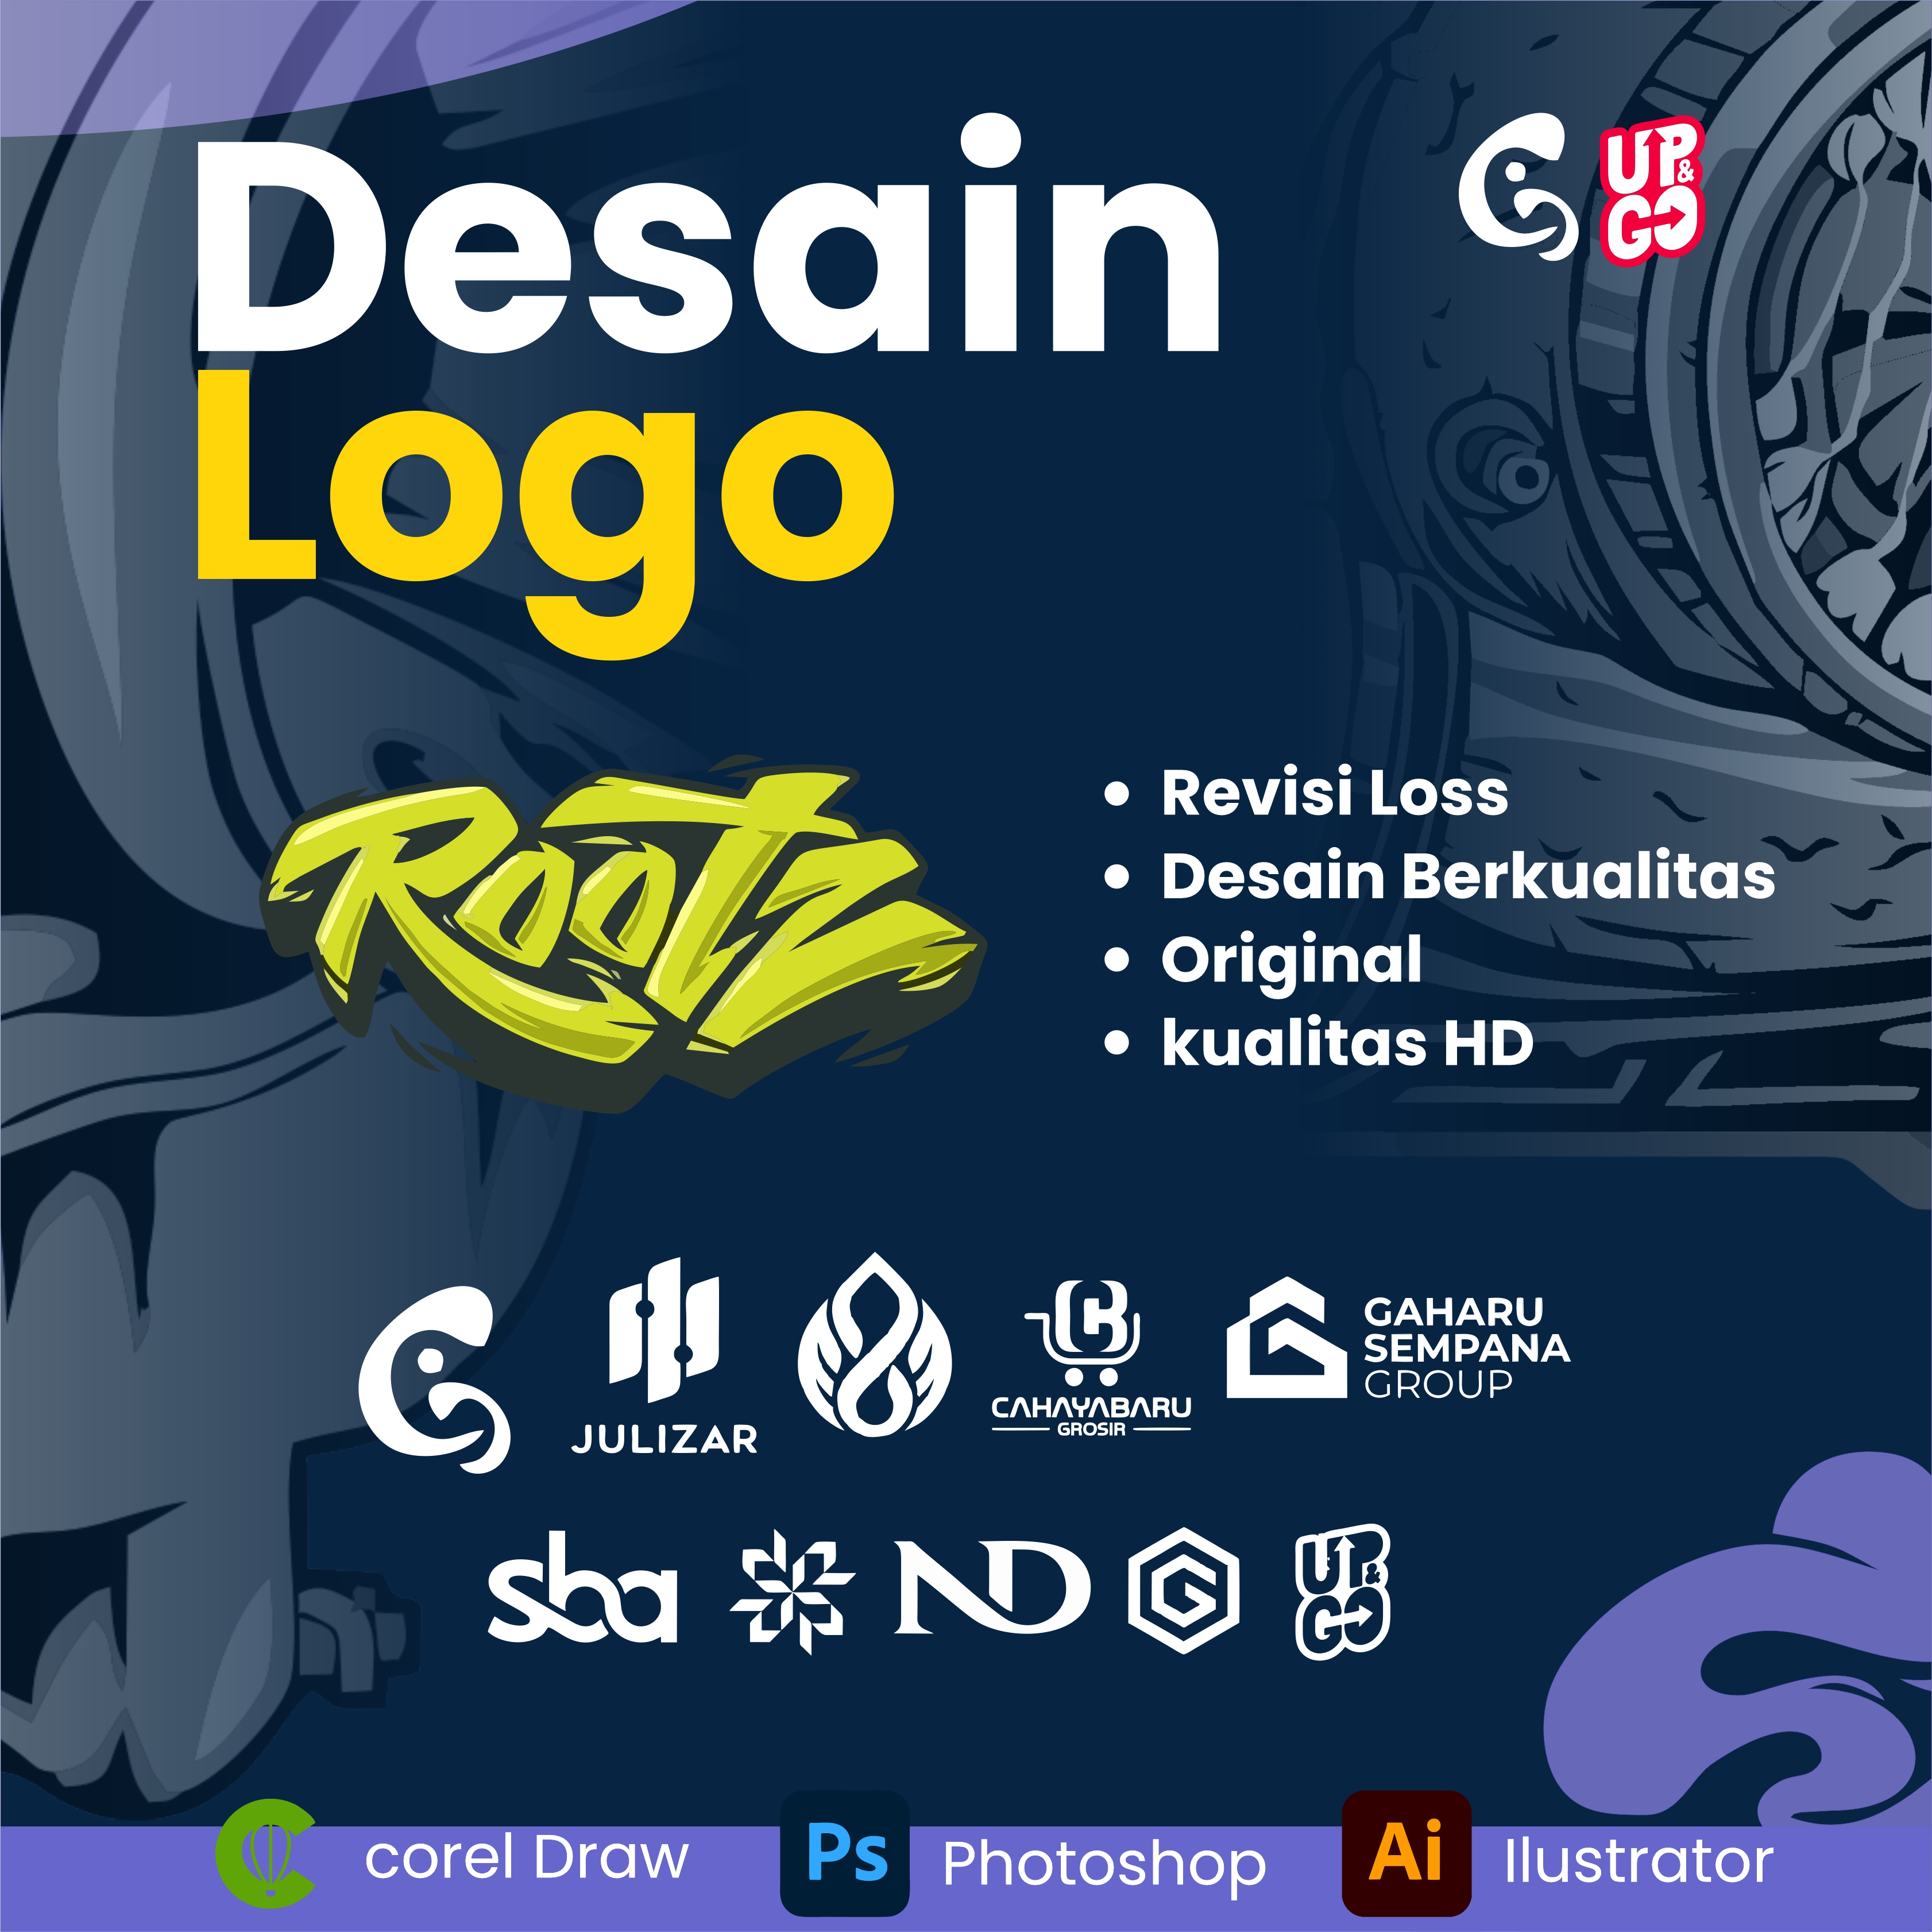 Desain
Logo
UP
&
GO
Rootz
• Revisi Loss
• Desain Berkualitas
• Original
• kualitas HD
JULIZAR
CAHAYABARU
GROSIR
GAHARU
SEMPANA
GROUP
sba
ND
G
UP
&
GO
corel Draw
Ps
Photoshop
Ai
Ilustrator